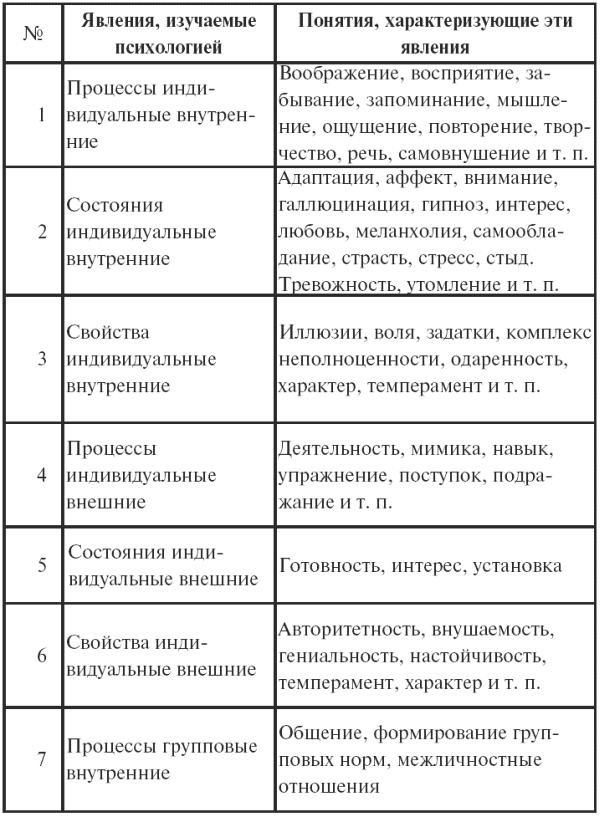 №
Явления, изучаемые
психологией
Понятия, характеризующие эти
явления
1
Процессы инди-
видуальные внутрен-
ние
Воображение, восприятие, за-
бывание, запоминание, мышле-
ние, ощущение, повторение, твор-
чество, речь, самовнушение и т. п.
2
Состояния
индивидуальные
внутренние
Адаптация, аффект, внимание,
галлюцинация, гипноз, интерес,
любовь, меланхолия, самообла-
дание, страсть, стресс, стыд.
Тревожность, утомление и т. п.
3
Свойства
индивидуальные
внутренние
Иллюзии, воля, задатки, комплекс
неполноценности, одаренность,
характер, темперамент и т. п.
4
Процессы
индивидуальные
внешние
Деятельность, мимика, навык,
упражнение, поступок, подра-
жание и т. п.
5
Состояния инди-
видуальные внешние
Готовность, интерес, установка
6
Свойства инди-
видуальные внешние
Авторитетность, внушаемость,
гениальность, настойчивость,
темперамент, характер и т. п.
7
Процессы групповые
внутренние
Общение, формирование груп-
повых норм, межличностные
отношения